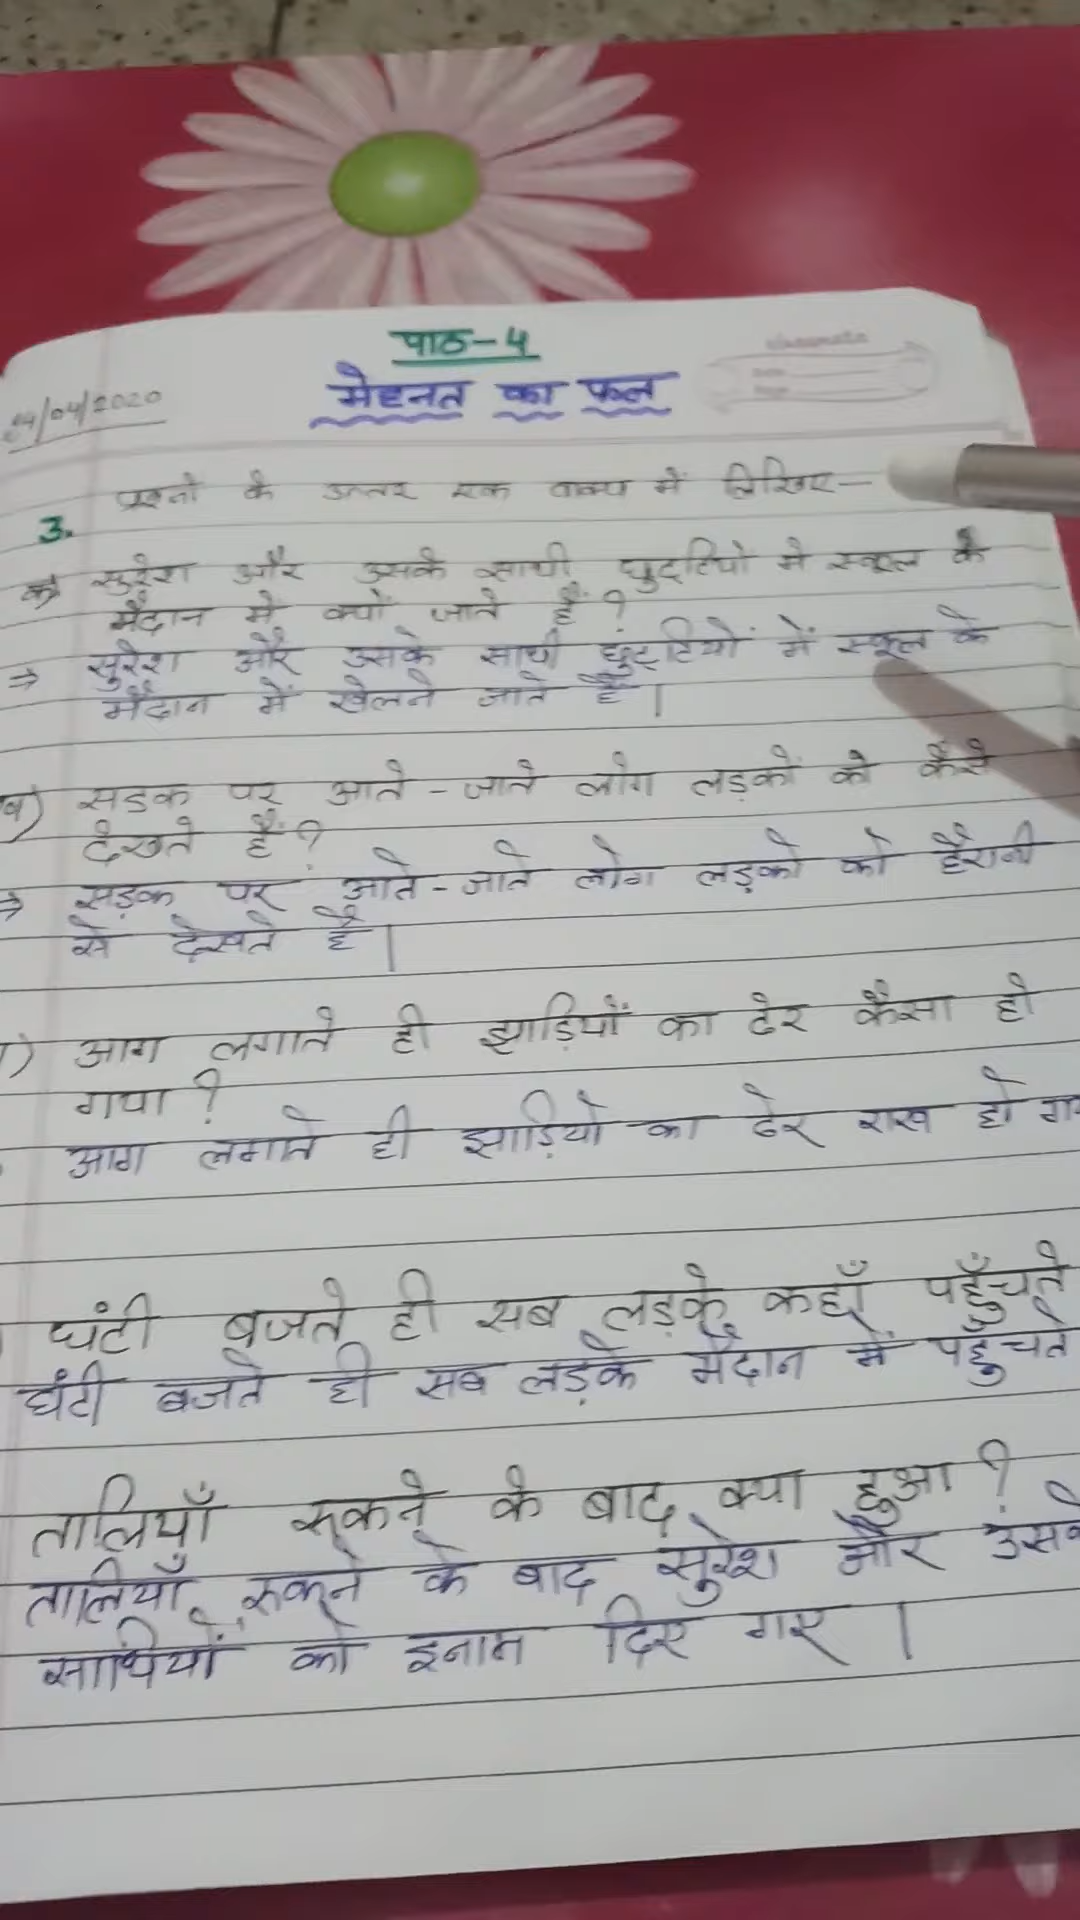 पाठ-4
मेहनत का फल
04/04/2020
classmate
प्रश्नो के उत्तर एक वाक्य में लिखिए-
3.
क) सुरेश और उसके साथी छुट्टियों मे स्कूल के
मैदान में क्यों जाते हैं ?
⇒ सुरेश और उसके साथी छुट्टियों में स्कूल के
मैदान में खेलने जाते हैं ।
ख) सड़क पर आते-जाते लोग लड़कों को कैसे
देखते हैं ?
⇒ सड़क पर आते-जाते लोग लड़को को हैरानी
से देखते है ।
आग लगाते ही झाड़ियों का ढेर कैसा हो
गया ?
आग लगाते ही झाड़ियो का ढेर राख हो
घंटी बजते ही सब लड़के कहाँ पहुँचते
घंटी बजते ही सब लड़के मैदान में पहुँचते
तालियाँ रूकने के बाद क्या हुआ ?
तालियाँ रूकने के बाद सुरेश और
साथियों को इनाम दिए गए ।